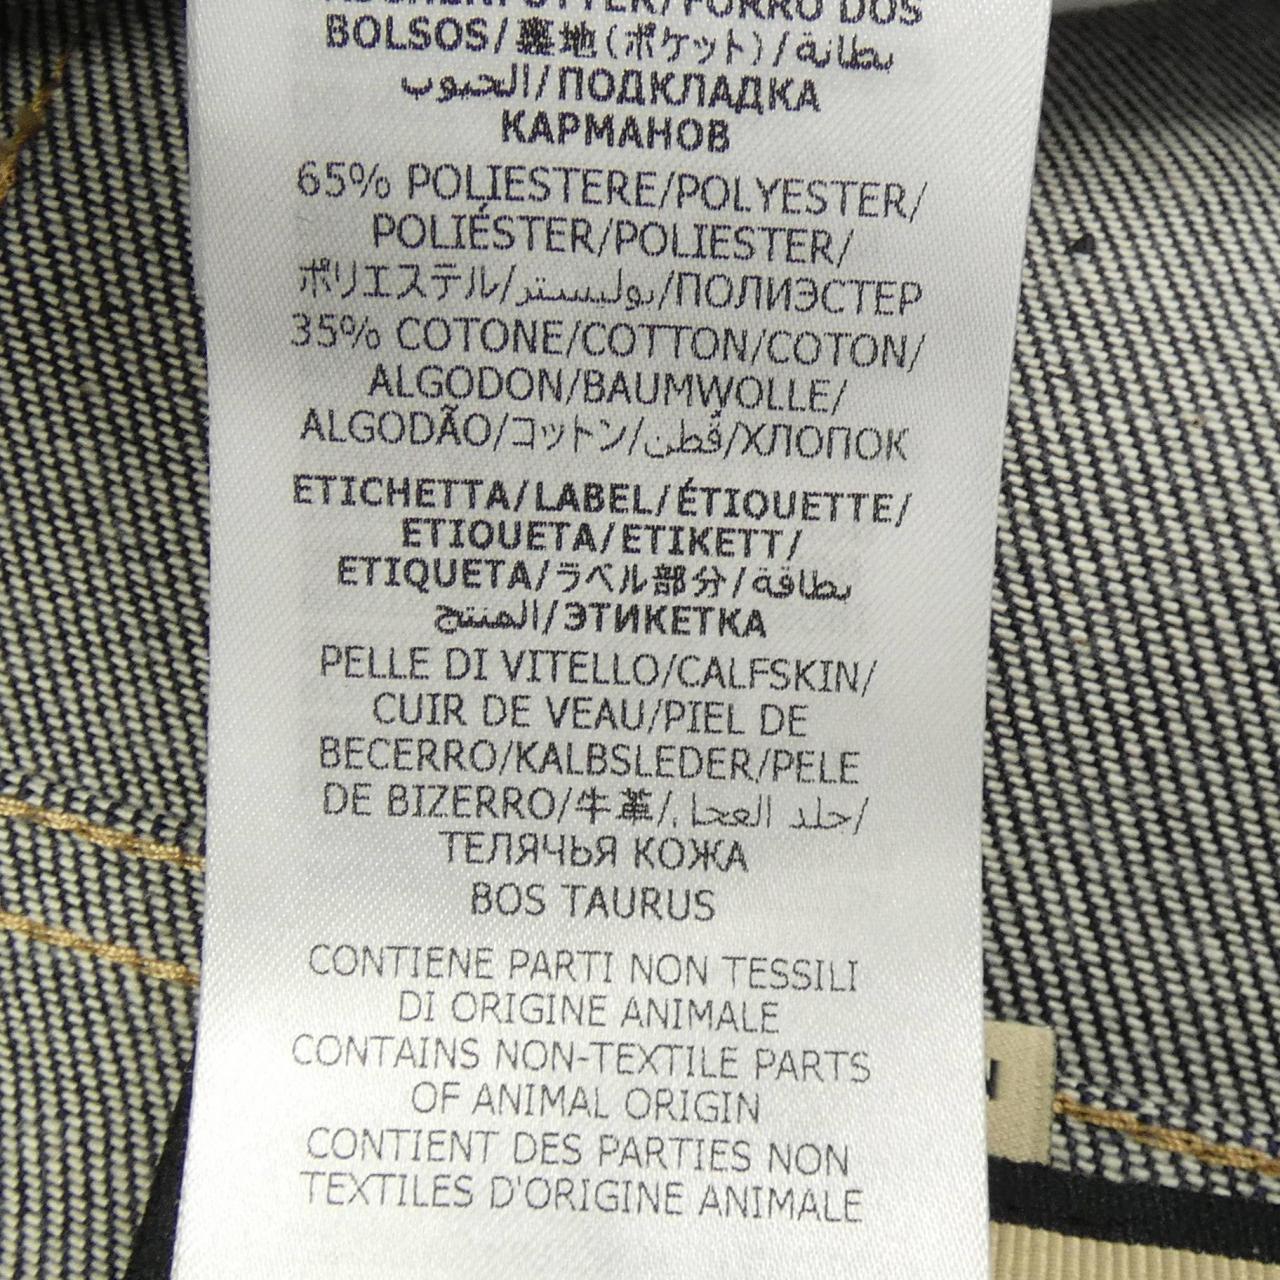 FORRO DOS
BOLSOS/裏地(ポケット)/بطانة
الجيوب/ПОДКЛАДКА
КАРМАНОВ
65% POLIESTERE/POLYESTER/
POLIÉSTER/POLIESTER/
ポリエステル/بوليستر/ПОЛИЭСТЕР
35% COTONE/COTTON/COTON/
ALGODON/BAUMWOLLE/
ALGODÃO/コットン/قطن/ХЛОПОК
ETICHETTA/LABEL/ÉTIQUETTE/
ETIQUETA/ETIKETT/
ETIQUETA/ラベル部分/بطاقة
المنتج/ЭТИКЕТКА
PELLE DI VITELLO/CALFSKIN/
CUIR DE VEAU/PIEL DE
BECERRO/KALBSLEDER/PELE
DE BIZERRO/牛革/جلد العجل/
ТЕЛЯЧЬЯ КОЖА
BOS TAURUS
CONTIENE PARTI NON TESSILI
DI ORIGINE ANIMALE
CONTAINS NON-TEXTILE PARTS
OF ANIMAL ORIGIN
CONTIENT DES PARTIES NON
TEXTILES D'ORIGINE ANIMALE